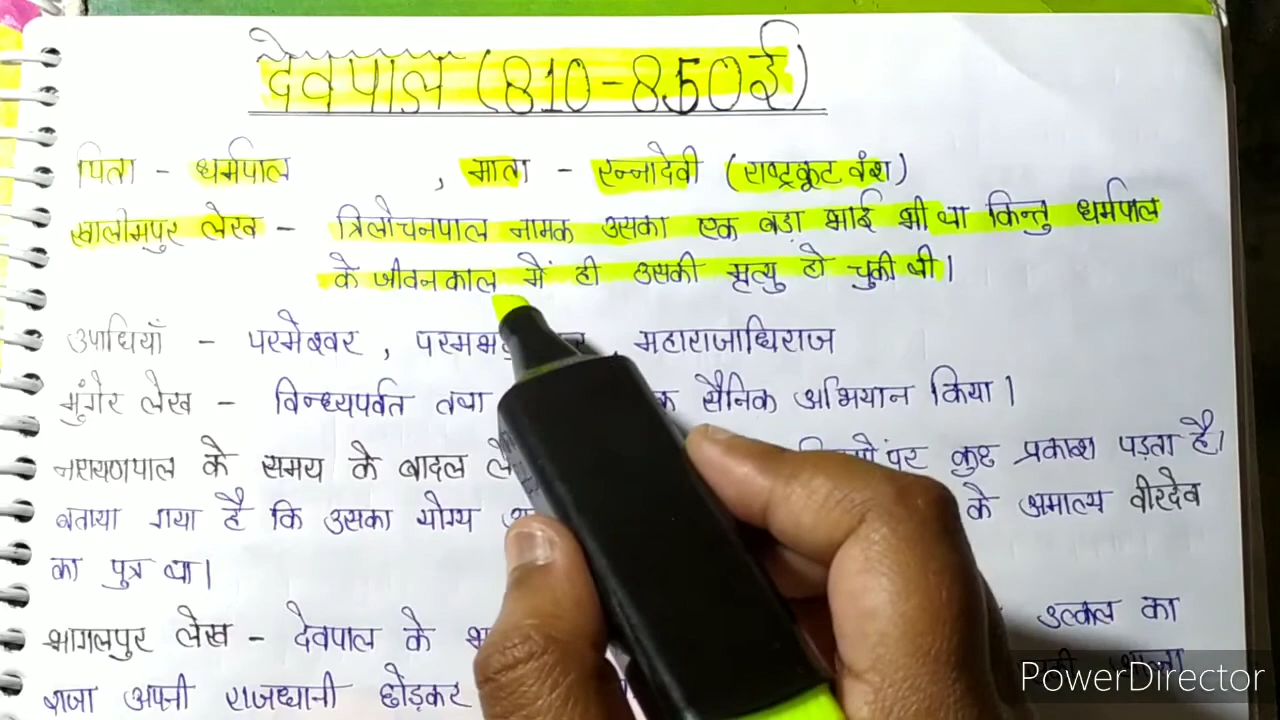 देवपाल (810-850ई)
पिता - धर्मपाल , माता - रन्नादेवी (राष्ट्रकूट वंश)
खालीमपुर लेख - त्रिलोचनपाल नामक उसका एक बड़ा भाई भी था किन्तु धर्मपाल
के जीवनकाल में ही उसकी मृत्यु हो चुकी थी।
उपाधियाँ - परमेश्वर, महाराजाधिराज
मुंगेर लेख - विन्ध्यपर्वत तथा सैनिक अभियान किया।
नारायणपाल के समय के बादल पर कुछ प्रकाश पड़ता है।
बताया गया है कि उसका योग्य के अमात्य वीरदेव
का पुत्र था।
भागलपुर लेख - देवपाल के उत्कल का
राजा अपनी राजधानी छोड़कर
PowerDirector